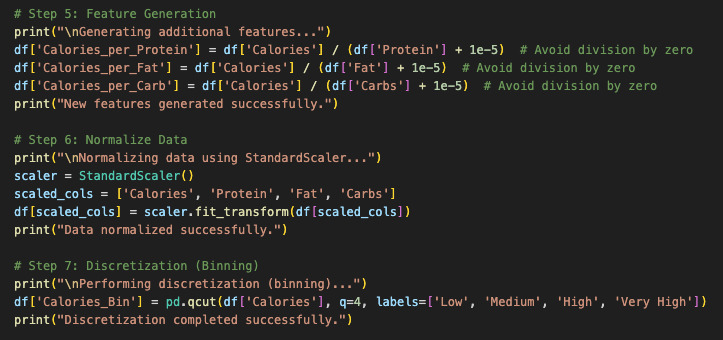 # Step 5: Feature Generation
print("\nGenerating additional features...")
df['Calories_per_Protein'] = df['Calories'] / (df['Protein'] + 1e-5)  # Avoid division by zero
df['Calories_per_Fat'] = df['Calories'] / (df['Fat'] + 1e-5)  # Avoid division by zero
df['Calories_per_Carb'] = df['Calories'] / (df['Carbs'] + 1e-5)  # Avoid division by zero
print("New features generated successfully.")

# Step 6: Normalize Data
print("\nNormalizing data using StandardScaler...")
scaler = StandardScaler()
scaled_cols = ['Calories', 'Protein', 'Fat', 'Carbs']
df[scaled_cols] = scaler.fit_transform(df[scaled_cols])
print("Data normalized successfully.")

# Step 7: Discretization (Binning)
print("\nPerforming discretization (binning)...")
df['Calories_Bin'] = pd.qcut(df['Calories'], q=4, labels=['Low', 'Medium', 'High', 'Very High'])
print("Discretization completed successfully.")